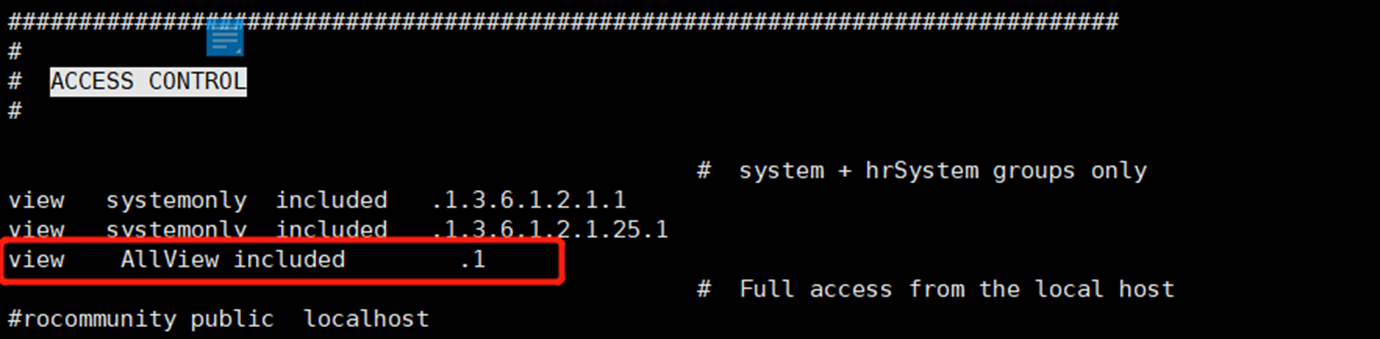 ###############################################################################
#
#  ACCESS CONTROL
#
                                                 #  system + hrSystem groups only
view   systemonly  included   .1.3.6.1.2.1.1
view   systemonly  included   .1.3.6.1.2.1.25.1
view    AllView included        .1
                                                 #  Full access from the local host
#rocommunity public  localhost